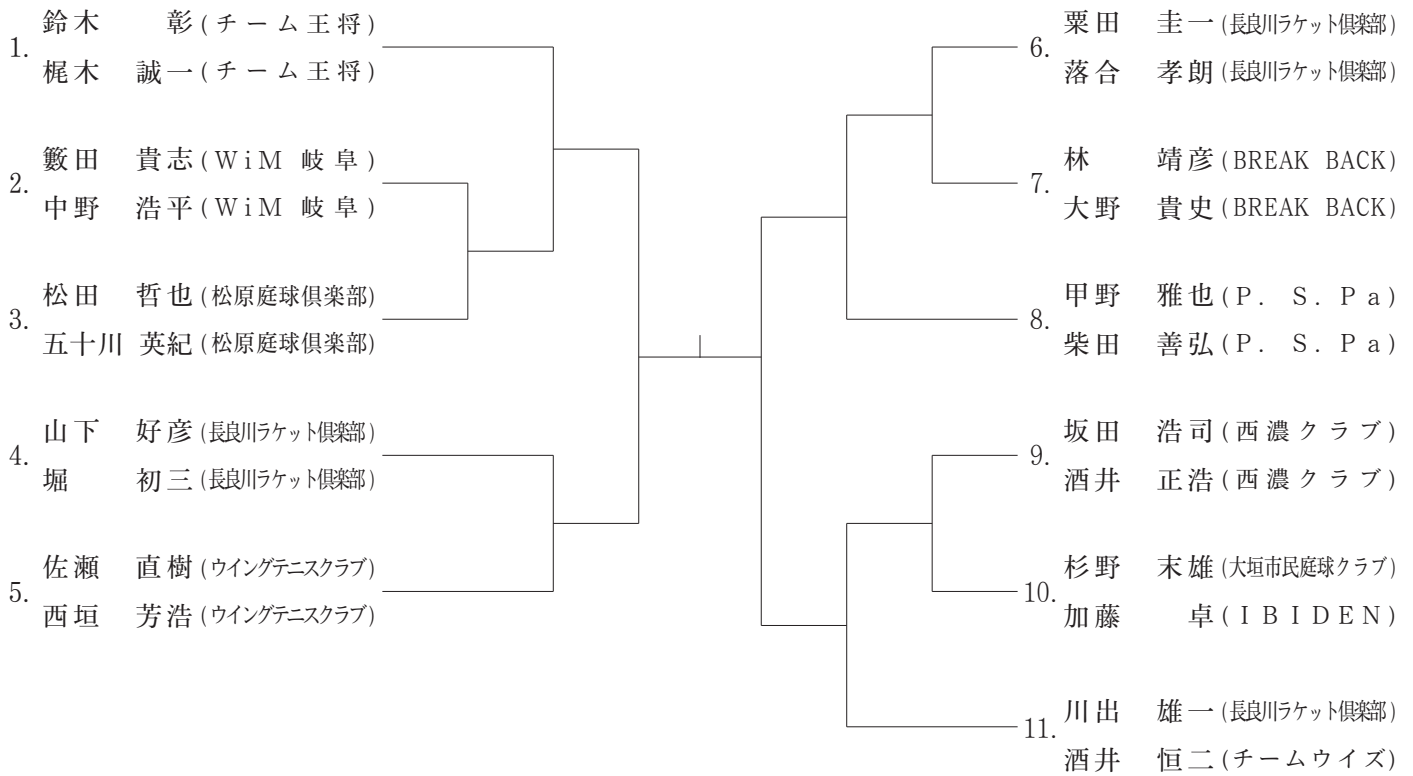 1.
鈴木　彰(チーム王将)
梶木　誠一(チーム王将)
2.
籔田　貴志(WiM 岐阜)
中野　浩平(WiM 岐阜)
3.
松田　哲也(松原庭球倶楽部)
五十川 英紀(松原庭球倶楽部)
4.
山下　好彦(長良川ラケット倶楽部)
堀　初三(長良川ラケット倶楽部)
5.
佐瀬　直樹(ウイングテニスクラブ)
西垣　芳浩(ウイングテニスクラブ)
6.
粟田　圭一(長良川ラケット倶楽部)
落合　孝朗(長良川ラケット倶楽部)
7.
林　靖彦(BREAK BACK)
大野　貴史(BREAK BACK)
8.
甲野　雅也(P. S. Pa)
柴田　善弘(P. S. Pa)
9.
坂田　浩司(西濃クラブ)
酒井　正浩(西濃クラブ)
10.
杉野　末雄(大垣市民庭球クラブ)
加藤　卓(IBIDEN)
11.
川出　雄一(長良川ラケット倶楽部)
酒井　恒二(チームウイズ)